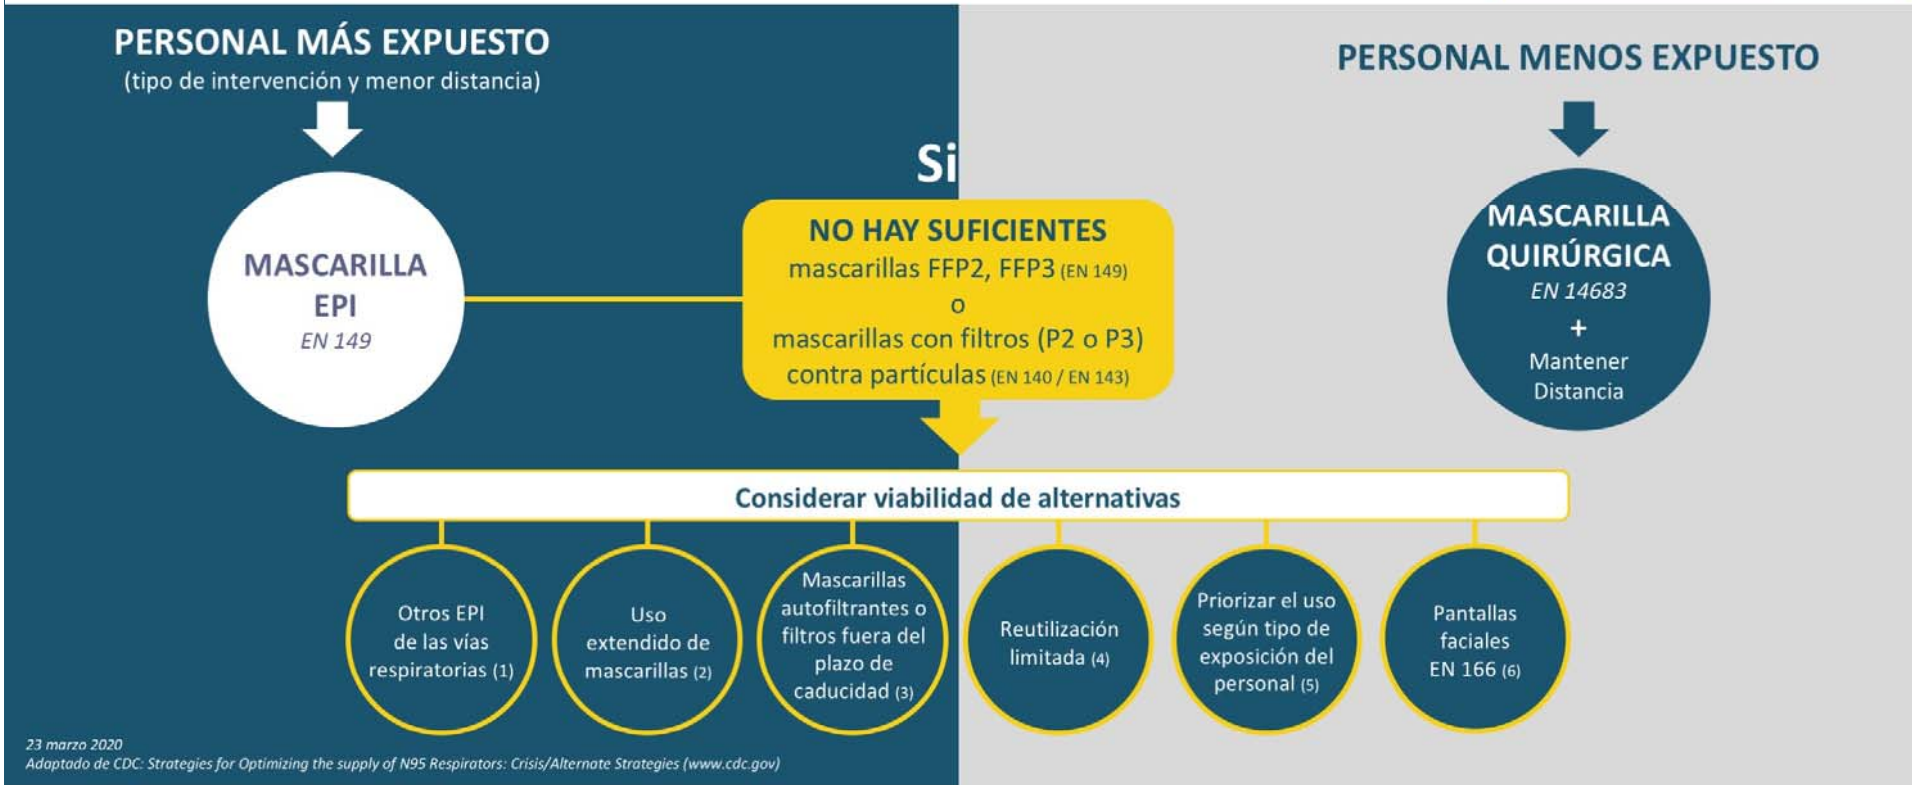 PERSONAL MÁS EXPUESTO
(tipo de intervención y menor distancia)
PERSONAL MENOS EXPUESTO
Si
MASCARILLA
EPI
EN 149
NO HAY SUFICIENTES
mascarillas FFP2, FFP3 (EN 149)
o
mascarillas con filtros (P2 o P3)
contra partículas (EN 140 / EN 143)
MASCARILLA
QUIRÚRGICA
EN 14683
+
Mantener
Distancia
Considerar viabilidad de alternativas
Otros EPI
de las vías
respiratorias (1)
Uso
extendido de
mascarillas (2)
Mascarillas
autofiltrantes o
filtros fuera del
plazo de
caducidad (3)
Reutilización
limitada (4)
Priorizar el uso
según tipo de
exposición del
personal (5)
Pantallas
faciales
EN 166 (6)
23 marzo 2020
Adaptado de CDC: Strategies for Optimizing the supply of N95 Respirators: Crisis/Alternate Strategies (www.cdc.gov)